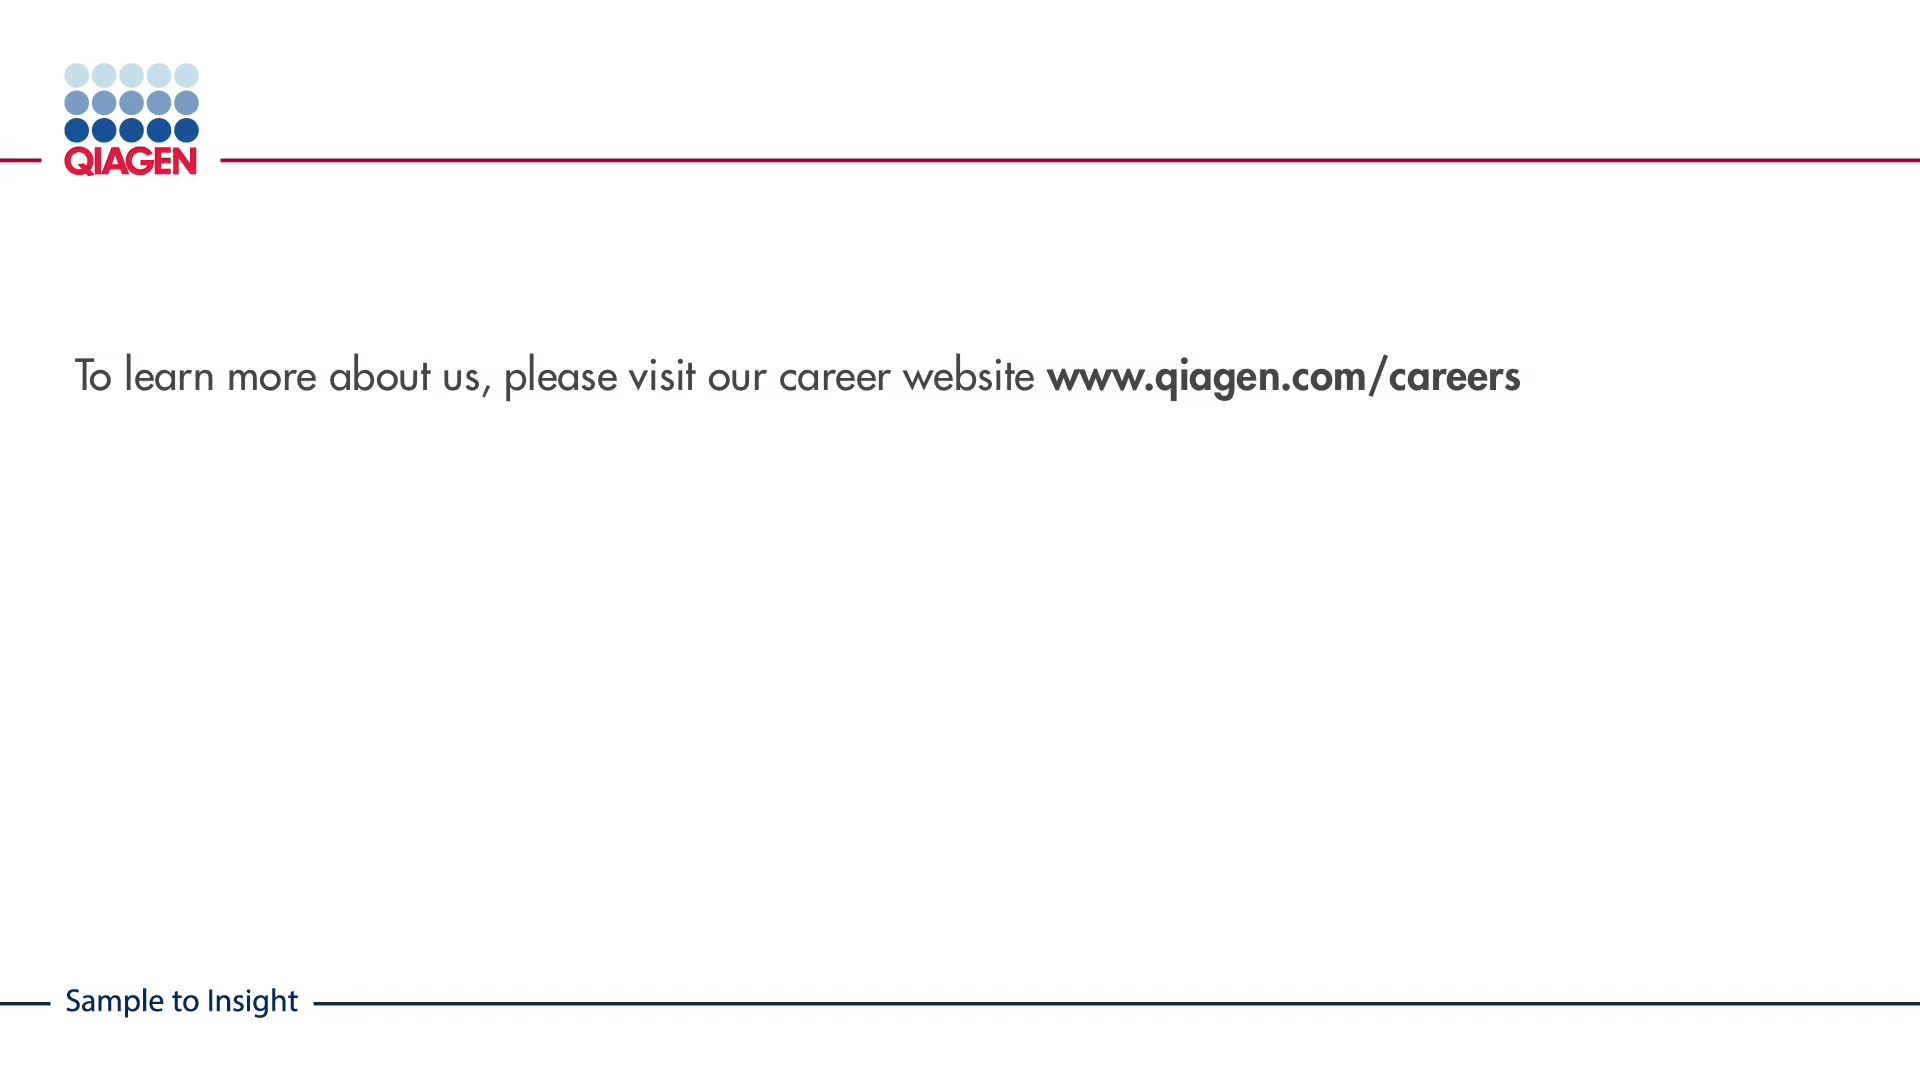 QIAGEN
To learn more about us, please visit our career website www.qiagen.com/careers
Sample to Insight